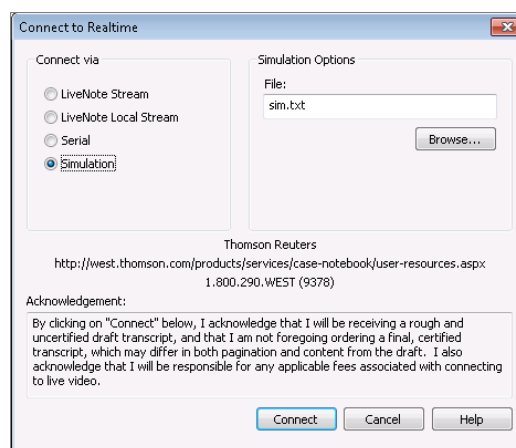 Connect to Realtime
Connect via
LiveNote Stream
LiveNote Local Stream
Serial
Simulation
Simulation Options
File:
sim.txt
Browse...
Thomson Reuters
http://west.thomson.com/products/services/case-notebook/user-resources.aspx
1.800.290.WEST (9378)
Acknowledgement:
By clicking on "Connect" below, I acknowledge that I will be receiving a rough and
uncertified draft transcript, and that I am not foregoing ordering a final, certified
transcript, which may differ in both pagination and content from the draft.  I also
acknowledge that I will be responsible for any applicable fees associated with connecting
to live video.
Connect
Cancel
Help